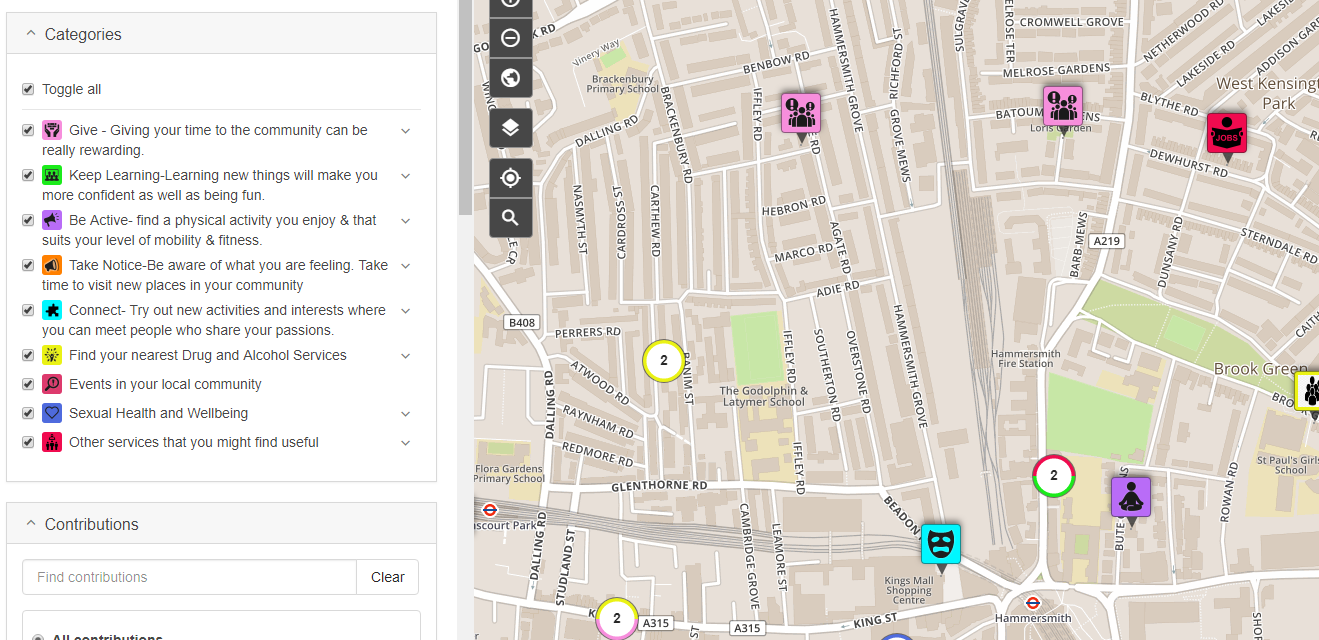 Categories
Toggle all
Give - Giving your time to the community can be
really rewarding.
Keep Learning-Learning new things will make you
more confident as well as being fun.
Be Active- find a physical activity you enjoy & that
suits your level of mobility & fitness.
Take Notice-Be aware of what you are feeling. Take
time to visit new places in your community
Connect- Try out new activities and interests where
you can meet people who share your passions.
Find your nearest Drug and Alcohol Services
Events in your local community
Sexual Health and Wellbeing
Other services that you might find useful
Contributions
Find contributions
Clear
All contributions
Vinery Way
Brackenbury
Primary School
DALLING RD
BRACKENBURY RD
BENBOW RD
IFFLEY RD
HAMMERSMITH GROVE
RICHFORD ST
GROVE MEWS
SULGRAV
MELROSE TER
CROMWELL GROVE
MELROSE GARDENS
NETHERWOOD RD
LAKESIDE RD
ADDISON GAR
West Kensingt
Park
BLYTHE RD
Loris Garden
JOBS
DEWHURST RD
NASMYTH ST
CARDROSS ST
CARTHEW RD
HEBRON RD
MARCO RD
AGATE RD
ADIE RD
BARB MEWS
A219
DUNSANY RD
STERNDALE RD
B408
PERRERS RD
ATWOOD RD
2
RAYNHAM RD
REDMORE RD
DALLING RD
The Godolphin &
Latymer School
IFFLEY RD
SOUTHERTON RD
OVERSTONE RD
HAMMERSMITH GROVE
Hammersmith
Fire Station
Brook Green
Flora Gardens
Primary School
GLENTHORNE RD
IFFLEY RD
2
St Paul's Girls
School
ROWAN RD
scourt Park
DALLING RD
STUDLAND ST
CAMBRIDGE GROVE
LEAMORE ST
BEADON
BUTE
Kings Mall
Shopping
Centre
Hammersmith
2
A315
A315
KING ST